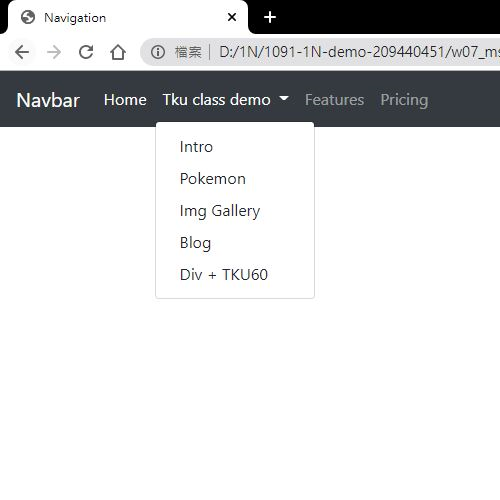 Navigation
檔案 D:/1N/1091-1N-demo-209440451/w07_ms
Navbar Home Tku class demo Features Pricing
Intro
Pokemon
Img Gallery
Blog
Div + TKU60